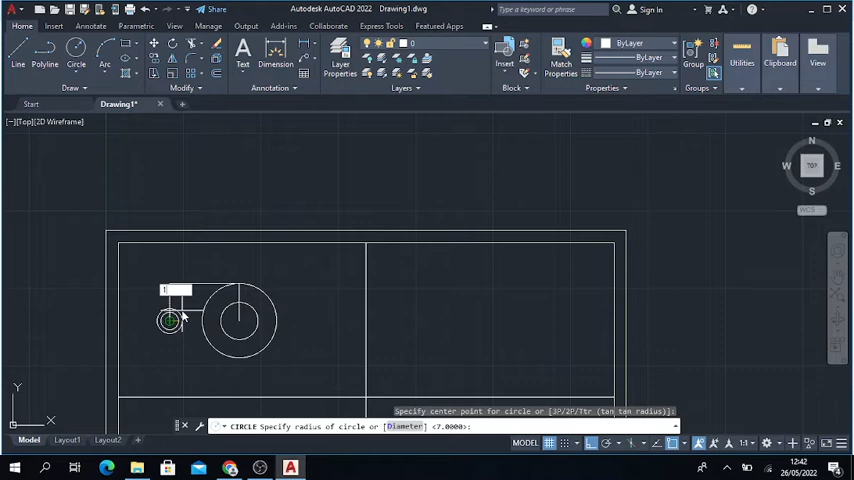 Autodesk AutoCAD 2022 Drawing1.dwg
Share
Type a keyword or phrase
Sign In
Home Insert Annotate Parametric View Manage Output Add-ins Collaborate Express Tools Featured Apps
Line Polyline Circle Arc
Text Dimension
Layer Properties
0
Insert
Match Properties
ByLayer
ByLayer
ByLayer
Group
Utilities
Clipboard
View
Draw Modify Annotation Layers Block Properties Groups
Start Drawing1*
[−][Top][2D Wireframe]
N
W TOP E
S
WCS
1
Specify center point for circle or [3P/2P/Ttr (tan tan radius)]:
Y
X
CIRCLE Specify radius of circle or [Diameter] <7.0000>:
Model Layout1 Layout2
MODEL
1:1
12:42
26/05/2022